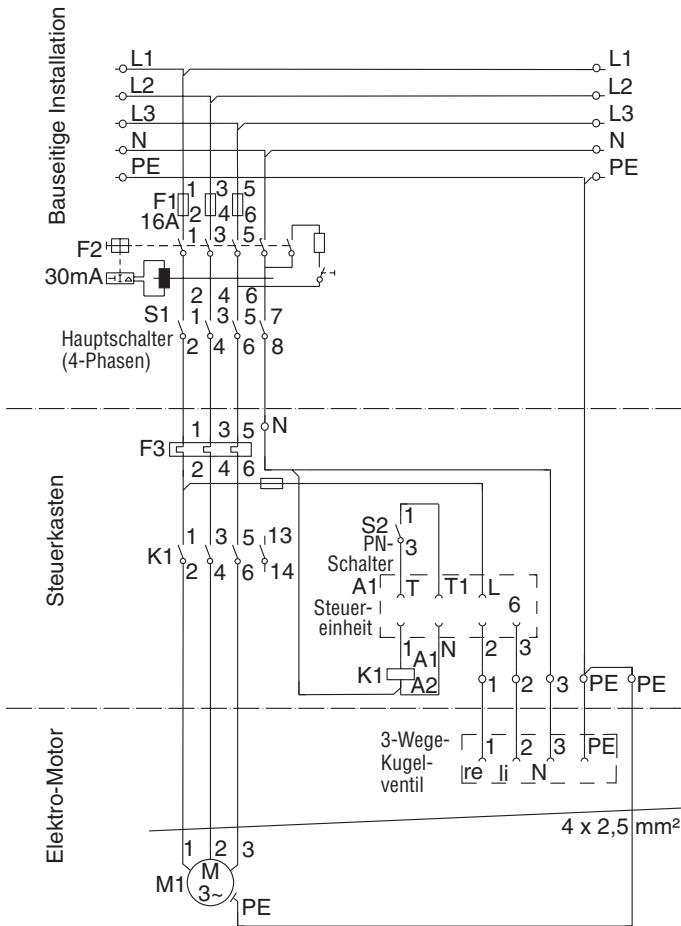 Bauseitige Installation
L1 L1
L2 L2
L3 L3
N N
PE PE
F1 1 3 5
16A 2 4 6
F2 1 3 5
30mA
2 4 6
S1 1 3 5 7
Hauptschalter
(4-Phasen)
2 4 6 8
Steuerkasten
N
F3 1 3 5
2 4 6
K1 1 3 5 13
2 4 6 14
S2 1
PN-
Schalter
3
A1 T T1 L
Steuer-
einheit
6
1 N 2 3
K1 A1
A2
1 2 3 PE PE
Elektro-Motor
3-Wege-
Kugel-
ventil
1 2 3 PE
re li N
4 x 2,5 mm²
1 2 3
M1 M
3~
PE